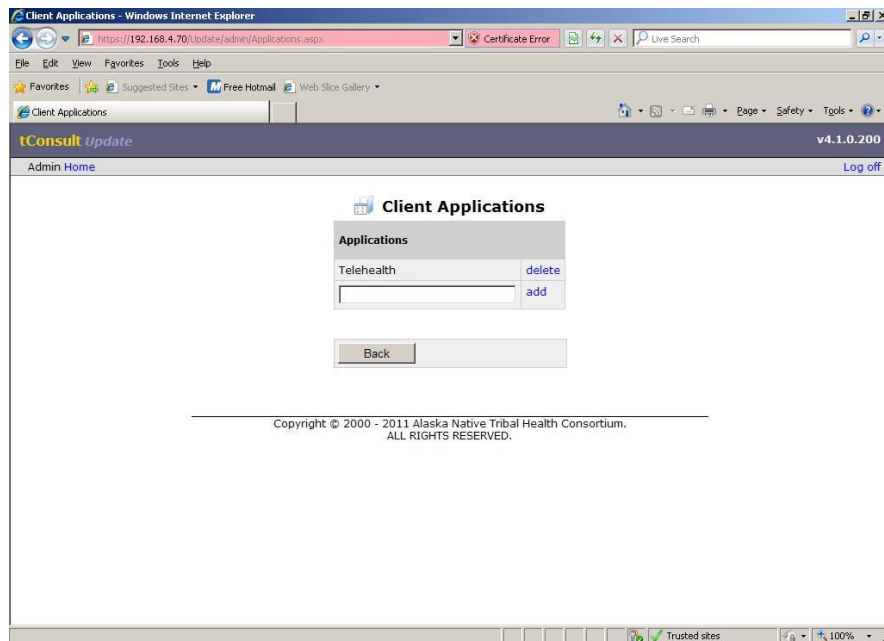 Client Applications - Windows Internet Explorer
https://192.168.4.70/Update/admin/Applications.aspx Certificate Error Live Search
File Edit View Favorites Tools Help
Favorites Suggested Sites Free Hotmail Web Slice Gallery
Client Applications Page Safety Tools
tConsult Update v4.1.0.200
Admin Home Log off
Client Applications
Applications
Telehealth delete
add
Back
Copyright © 2000 - 2011 Alaska Native Tribal Health Consortium.
ALL RIGHTS RESERVED.
Trusted sites 100%